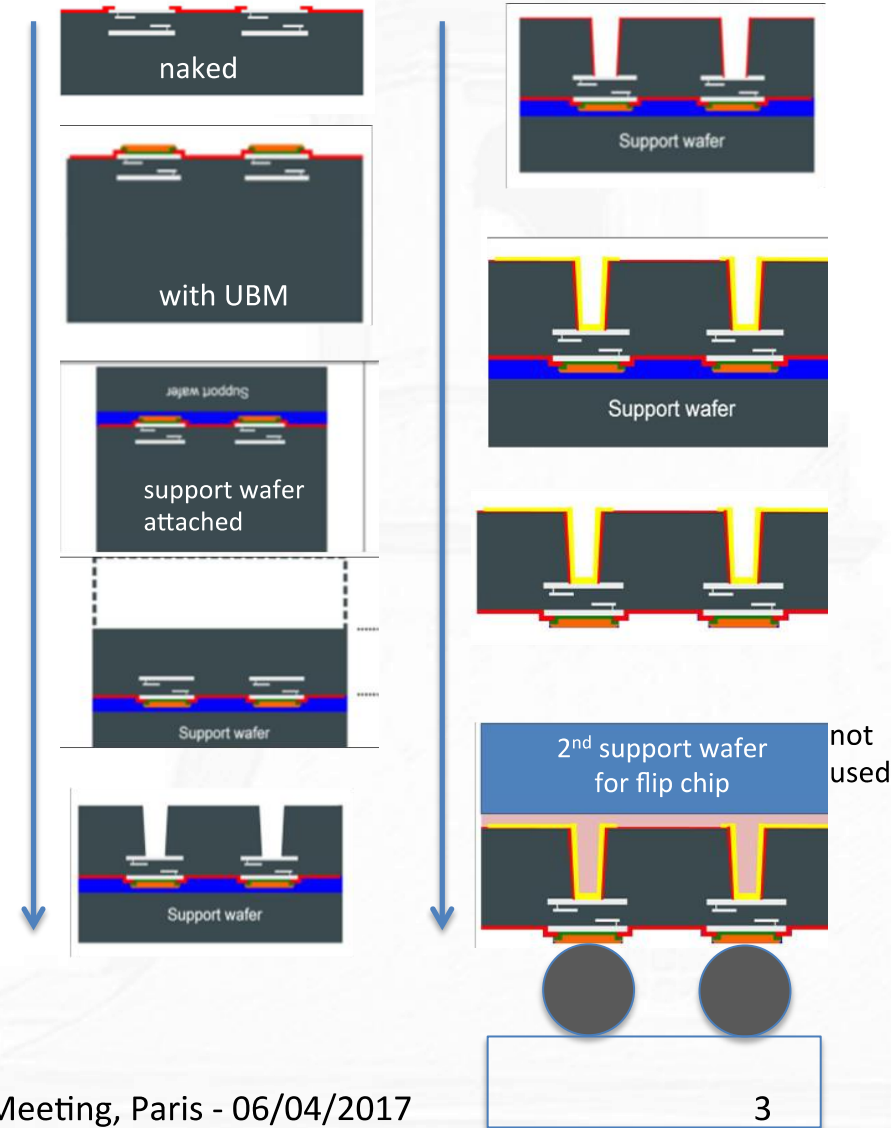 naked
with UBM
Support wafer
support wafer
attached
Support wafer
Support wafer
Support wafer
Support wafer
2nd support wafer
for flip chip
not
used
Meeting, Paris - 06/04/2017
3